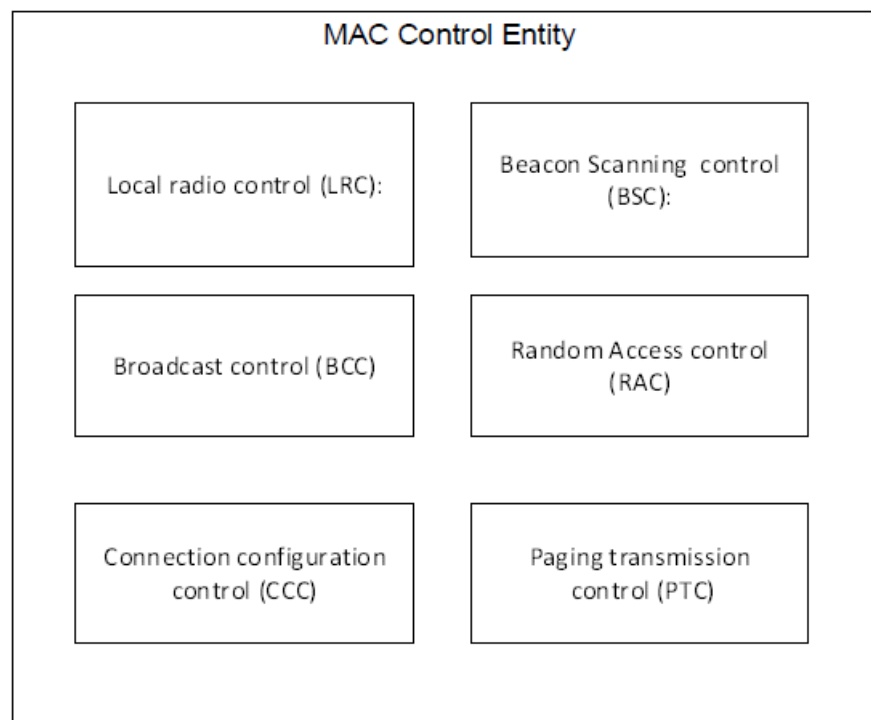 MAC Control Entity
Local radio control (LRC):
Beacon Scanning control
(BSC):
Broadcast control (BCC)
Random Access control
(RAC)
Connection configuration
control (CCC)
Paging transmission
control (PTC)